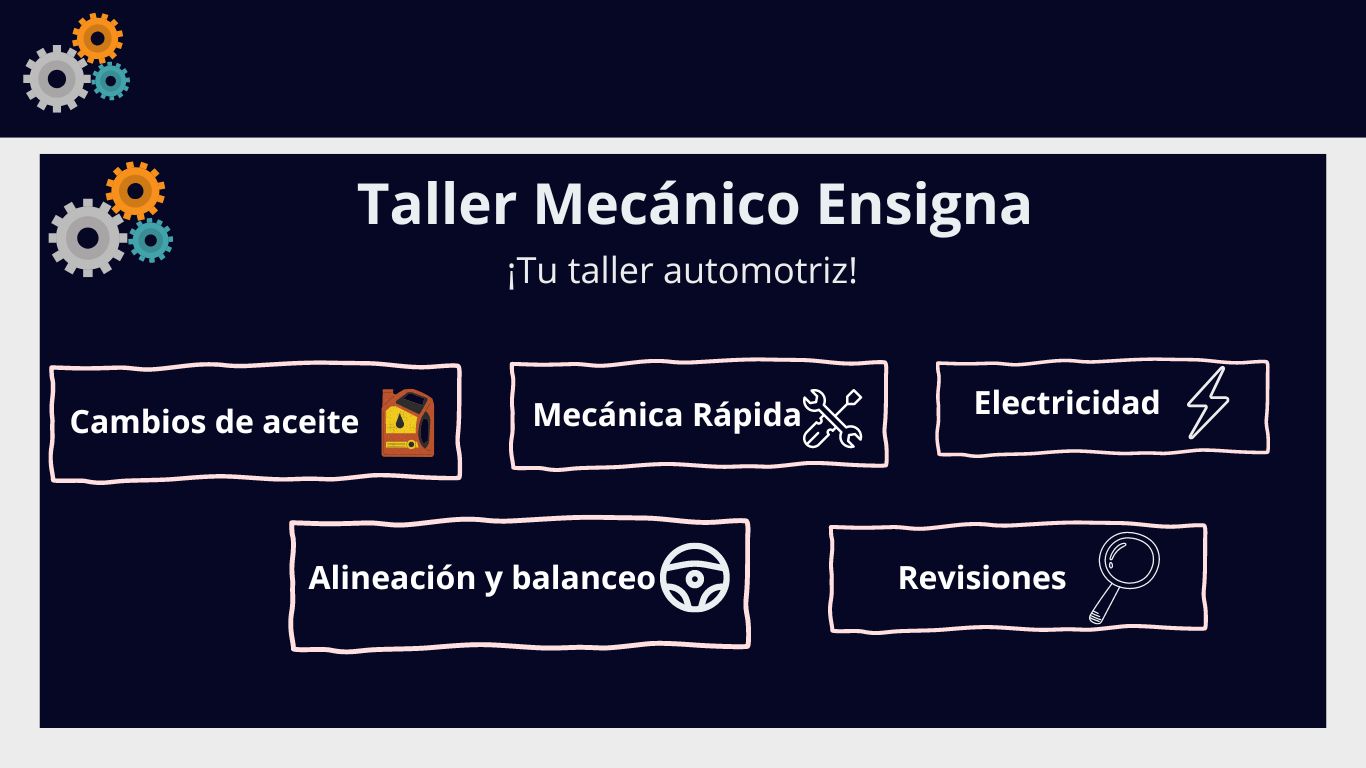 Taller Mecánico Ensigna
¡Tu taller automotriz!
Cambios de aceite
Mecánica Rápida
Electricidad
Alineación y balanceo
Revisiones